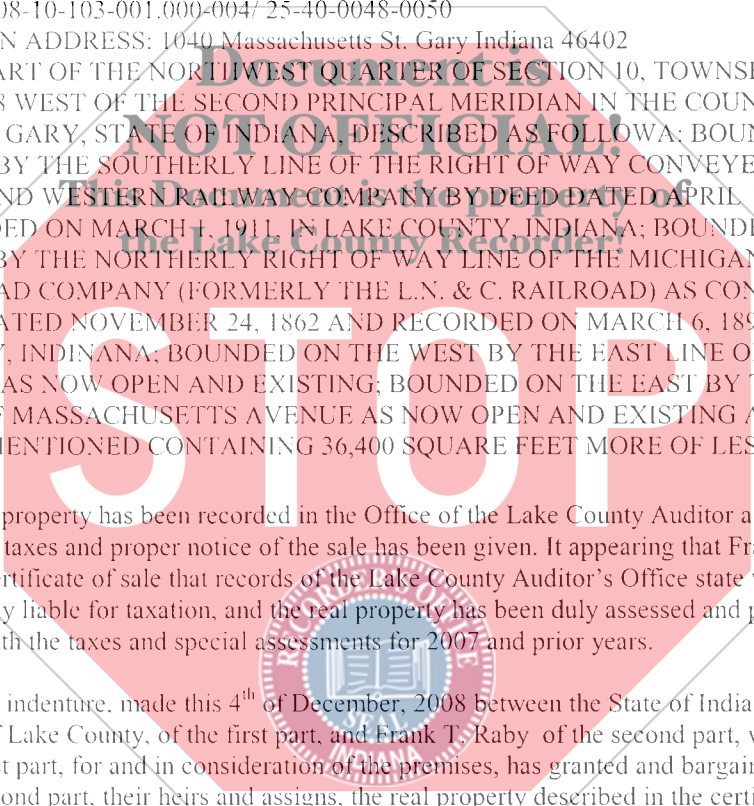 08-10-103-001.000-004/ 25-40-0048-0050
N ADDRESS: 1040 Massachusetts St. Gary Indiana 46402
ART OF THE NORTHWEST QUARTER OF SECTION 10, TOWNS
8 WEST OF THE SECOND PRINCIPAL MERIDIAN IN THE COUN
GARY, STATE OF INDIANA, DESCRIBED AS FOLLOWA: BOUN
BY THE SOUTHERLY LINE OF THE RIGHT OF WAY CONVEYE
ND WESTERN RAILWAY COMPANY BY DEED DATED APRIL
ED ON MARCH 1, 1911, IN LAKE COUNTY, INDIANA; BOUNDE
BY THE NORTHERLY RIGHT OF WAY LINE OF THE MICHIGAN
AD COMPANY (FORMERLY THE L.N. & C. RAILROAD) AS CON
ATED NOVEMBER 24, 1862 AND RECORDED ON MARCH 6, 189
, INDINANA; BOUNDED ON THE WEST BY THE EAST LINE O
AS NOW OPEN AND EXISTING; BOUNDED ON THE EAST BY T
F MASSACHUSETTS AVENUE AS NOW OPEN AND EXISTING A
MENTIONED CONTAINING 36,400 SQUARE FEET MORE OF LES
property has been recorded in the Office of the Lake County Auditor a
taxes and proper notice of the sale has been given. It appearing that Fra
ertificate of sale that records of the Lake County Auditor's Office state
y liable for taxation, and the real property has been duly assessed and p
th the taxes and special assessments for 2007 and prior years.
indenture, made this 4th of December, 2008 between the State of India
f Lake County, of the first part, and Frank T. Raby of the second part, w
t part, for and in consideration of the premises, has granted and bargain
ond part, their heirs and assigns, the real property described in the cert
Document is
NOT OFFICIAL!
This Document is the property of
the Lake County Recorder!
STOP
RECORDER'S OFFICE
SEAL
INDIANA